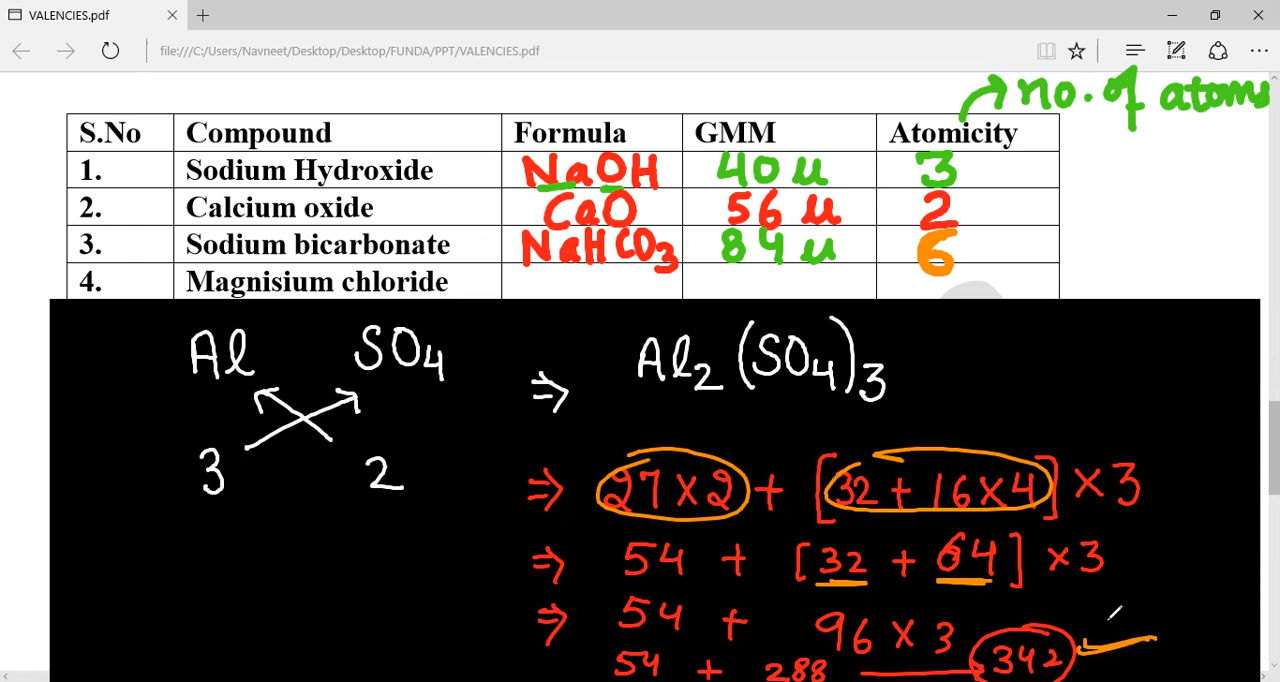 VALENCIES.pdf
file:///C:/Users/Navneet/Desktop/Desktop/FUNDA/PPT/VALENCIES.pdf
no. of atoms
S.No Compound Formula GMM Atomicity
1. Sodium Hydroxide NaOH 40 u 3
2. Calcium oxide CaO 56 u 2
3. Sodium bicarbonate NaHCO3 84 u 6
4. Magnisium chloride
Al SO4 ⇒ Al2(SO4)3
3 2
⇒ 27 × 2 + [32 + 16 × 4] × 3
⇒ 54 + [32 + 64] × 3
⇒ 54 + 96 × 3
54 + 288 342